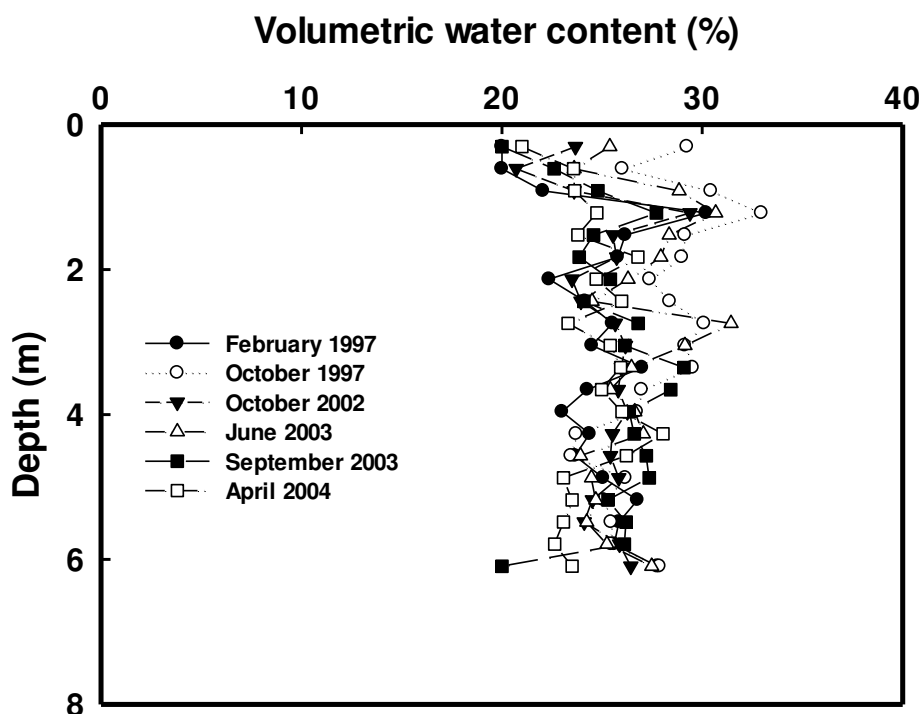 Volumetric water content (%)
0 10 20 30 40
0
2
4
6
8
Depth (m)
February 1997
October 1997
October 2002
June 2003
September 2003
April 2004